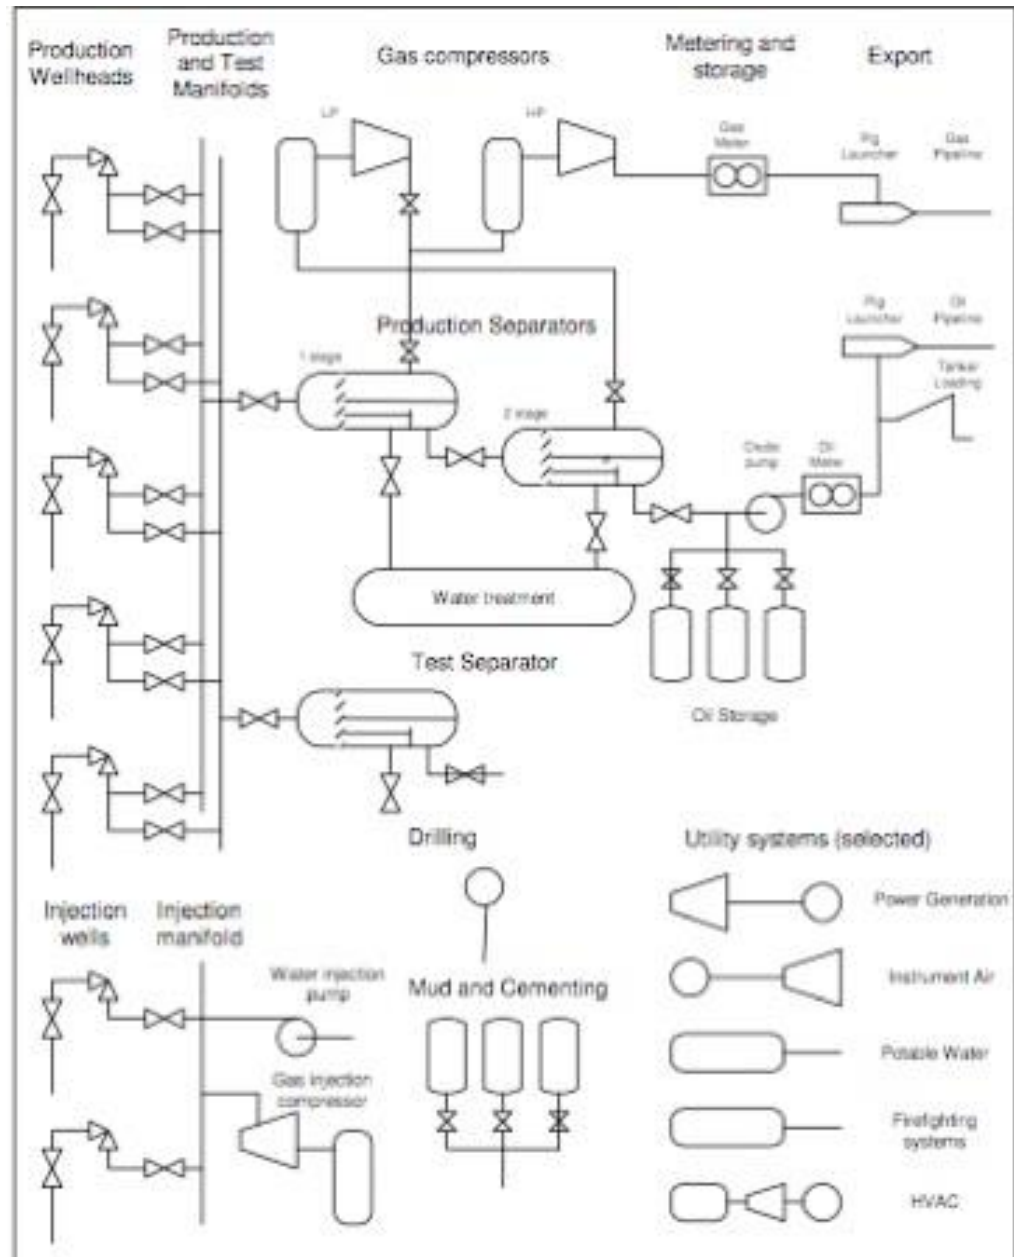 Production
Wellheads
Production
and Test
Manifolds
Gas compressors
Metering and
storage
Export
LP
HP
Gas
Meter
Pig
Launcher
Gas
Pipeline
Pig
Launcher
Oil
Pipeline
Tanker
Loading
Production Separators
1 stage
2 stage
Crude
pump
Oil
Meter
Water treatment
Test Separator
Oil Storage
Drilling
Utility systems (selected)
Power Generation
Injection
wells
Injection
manifold
Water injection
pump
Mud and Cementing
Instrument Air
Potable Water
Gas injection
compressor
Firefighting
systems
HVAC